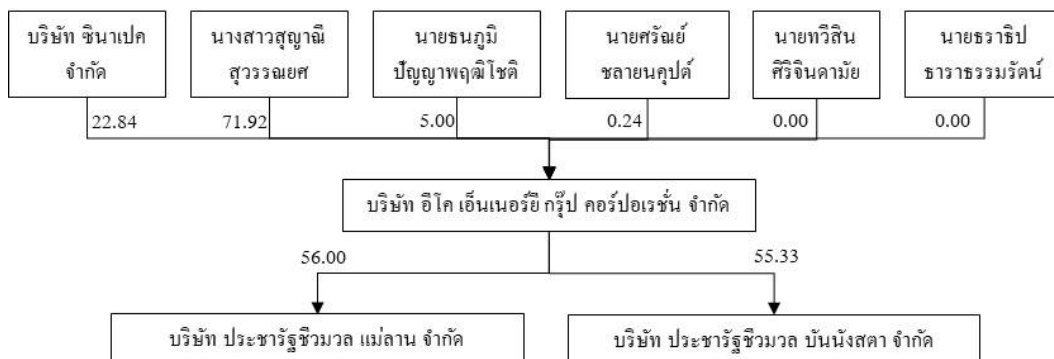 บริษัท ซินาเปค
จำกัด
นางสาวสุญาณี
สุวรรณยศ
นายธนภูมิ
ปัญญาพฤฒิโชติ
นายศรัณย์
ชลายนคุปต์
นายทวีสิน
ศิริจินดามัย
นายธราธิป
ธาราธรรมรัตน์
22.84
71.92
5.00
0.24
0.00
0.00
บริษัท อีโค เอ็นเนอร์ยี กรุ๊ป คอร์ปอเรชั่น จำกัด
56.00
55.33
บริษัท ประชารัฐชีวมวล แม่ลาน จำกัด
บริษัท ประชารัฐชีวมวล บันนังสตา จำกัด